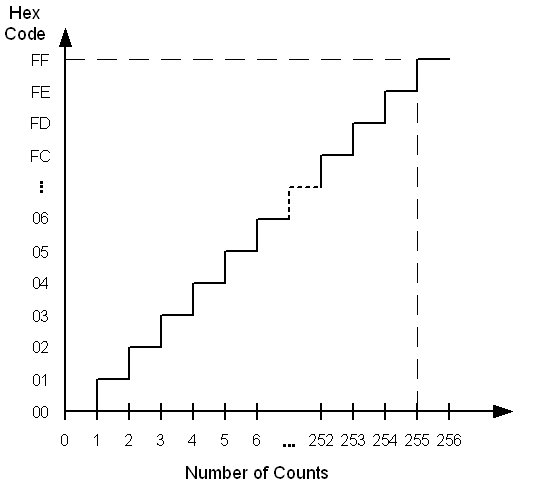 Hex
Code
FF
FE
FD
FC
⋮
06
05
04
03
02
01
00
0 1 2 3 4 5 6 ... 252 253 254 255 256
Number of Counts